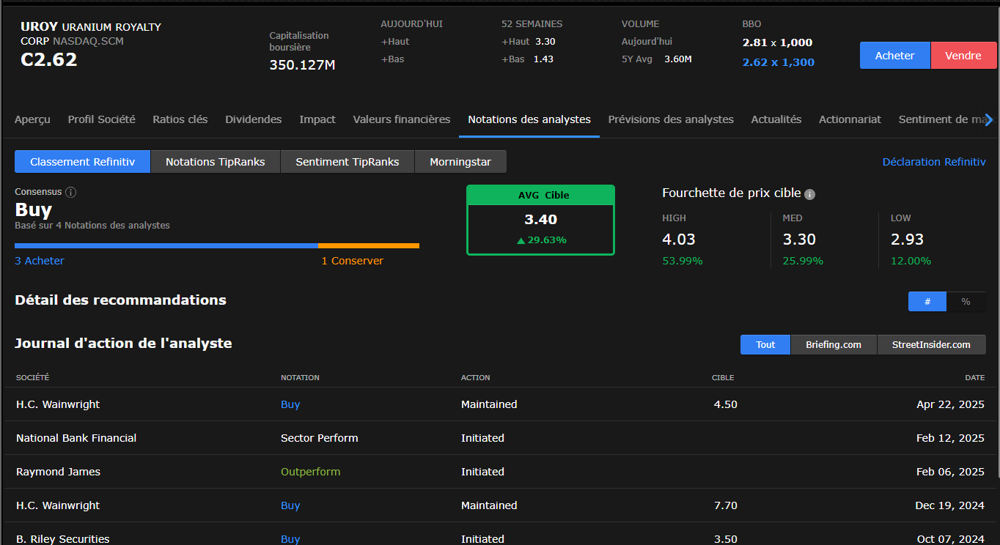 UROY URANIUM ROYALTY
CORP NASDAQ.SCM
C2.62
Capitalisation
boursière
350.127M
AUJOURD'HUI
+Haut
+Bas
52 SEMAINES
+Haut 3.30
+Bas 1.43
VOLUME
Aujourd'hui
5Y Avg 3.60M
BBO
2.81 x 1,000
2.62 x 1,300
Acheter Vendre
Aperçu Profil Société Ratios clés Dividendes Impact Valeurs financières Notations des analystes Prévisions des analystes Actualités Actionnariat Sentiment de ma
Classement Refinitiv Notations TipRanks Sentiment TipRanks Morningstar Déclaration Refinitiv
Consensus
Buy
Basé sur 4 Notations des analystes
3 Acheter 1 Conserver
AVG Cible
3.40
▲29.63%
Fourchette de prix cible
HIGH MED LOW
4.03 3.30 2.93
53.99% 25.99% 12.00%
Détail des recommandations # %
Journal d'action de l'analyste Tout Briefing.com StreetInsider.com
SOCIÉTÉ NOTATION ACTION CIBLE DATE
H.C. Wainwright Buy Maintained 4.50 Apr 22, 2025
National Bank Financial Sector Perform Initiated Feb 12, 2025
Raymond James Outperform Initiated Feb 06, 2025
H.C. Wainwright Buy Maintained 7.70 Dec 19, 2024
B. Riley Securities Buy Initiated 3.50 Oct 07, 2024